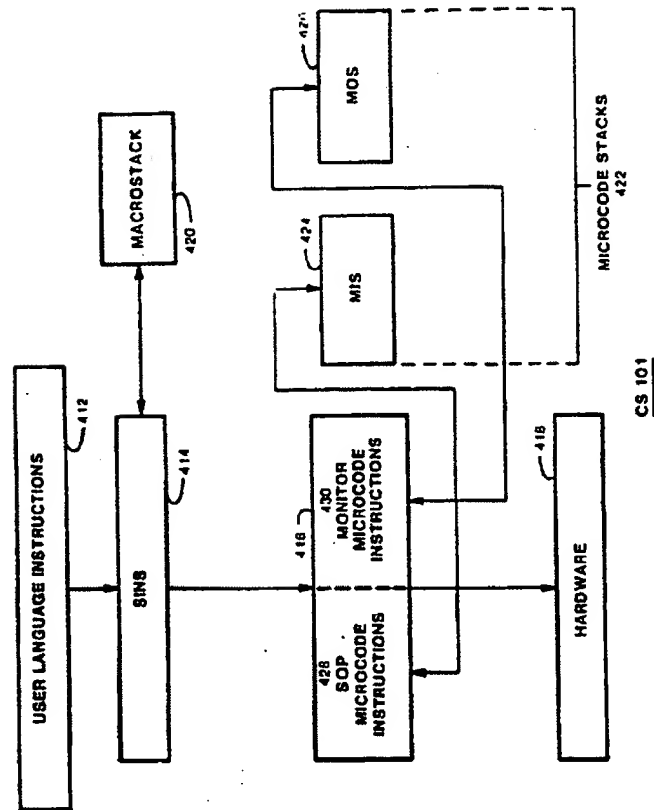 USER LANGUAGE INSTRUCTIONS
412
SINS
414
MACROSTACK
420
416
428
SOP
MICROCODE
INSTRUCTIONS
430
MONITOR
MICROCODE
INSTRUCTIONS
MIS
424
MOS
426
MICROCODE STACKS
422
HARDWARE
418
CS 101